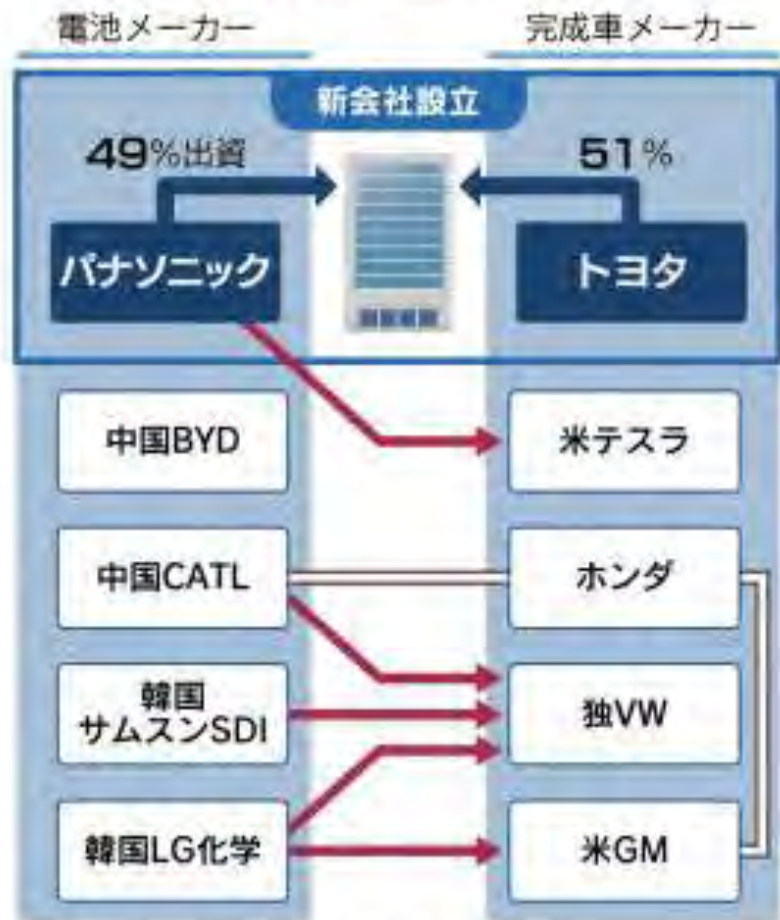 電池メーカー
完成車メーカー
新会社設立
49%出資
51%
パナソニック
トヨタ
中国BYD
米テスラ
中国CATL
ホンダ
韓国
サムスンSDI
独VW
韓国LG化学
米GM